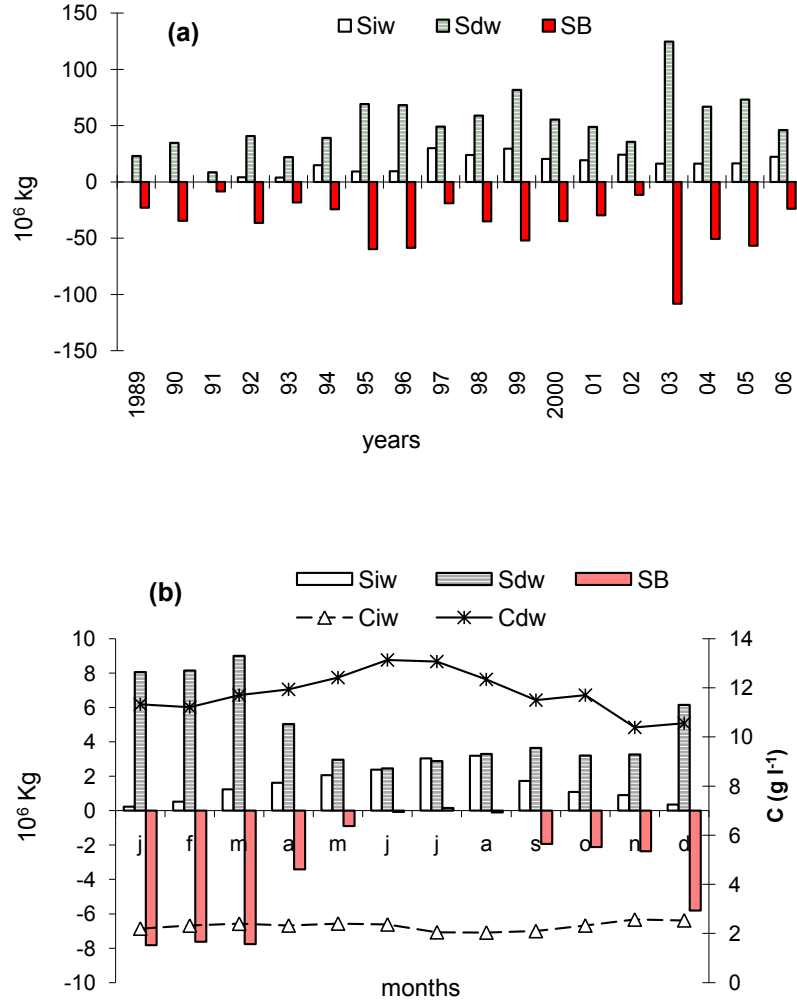 (a)
Siw Sdw SB
150
100
50
0
-50
-100
-150
10⁶ kg
1989 90 91 92 93 94 95 96 97 98 99 2000 01 02 03 04 05 06
years
(b)
Siw Sdw SB
Ciw Cdw
10
8
6
4
2
0
-2
-4
-6
-8
-10
10⁶ Kg
j f m a m j j a s o n d
14
12
10
8
6
4
2
0
C (g l⁻¹)
months